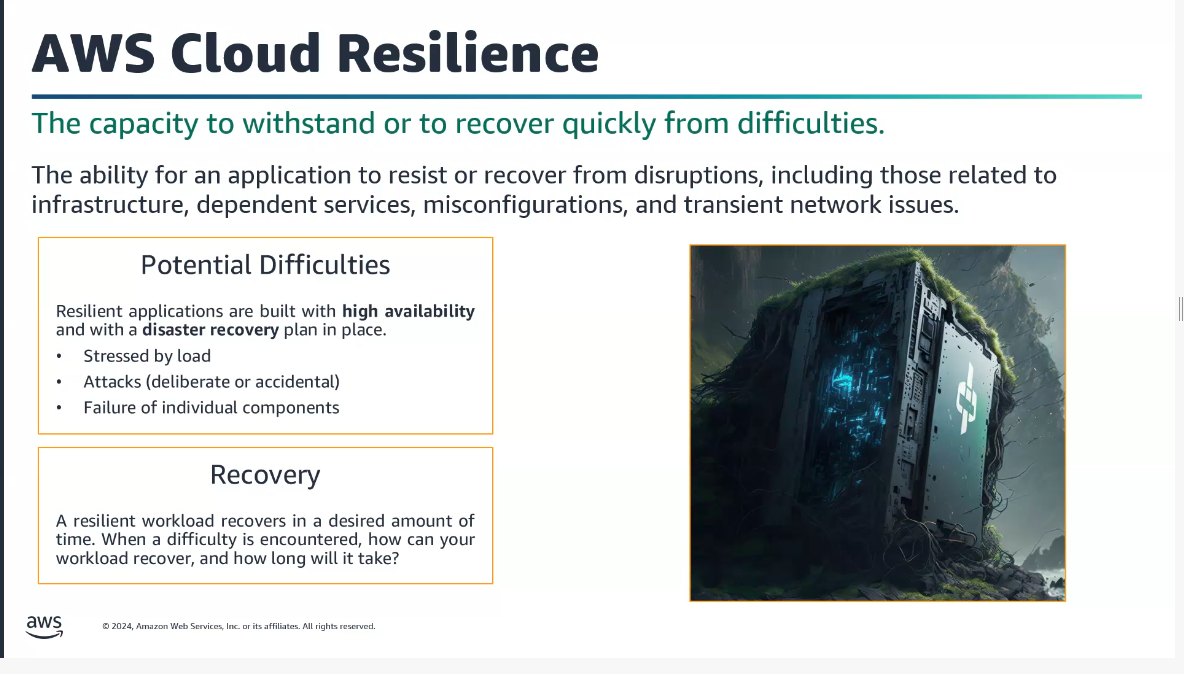 AWS Cloud Resilience
The capacity to withstand or to recover quickly from difficulties.
The ability for an application to resist or recover from disruptions, including those related to
infrastructure, dependent services, misconfigurations, and transient network issues.
Potential Difficulties
Resilient applications are built with high availability
and with a disaster recovery plan in place.
• Stressed by load
• Attacks (deliberate or accidental)
• Failure of individual components
Recovery
A resilient workload recovers in a desired amount of
time. When a difficulty is encountered, how can your
workload recover, and how long will it take?
aws
© 2024, Amazon Web Services, Inc. or its affiliates. All rights reserved.